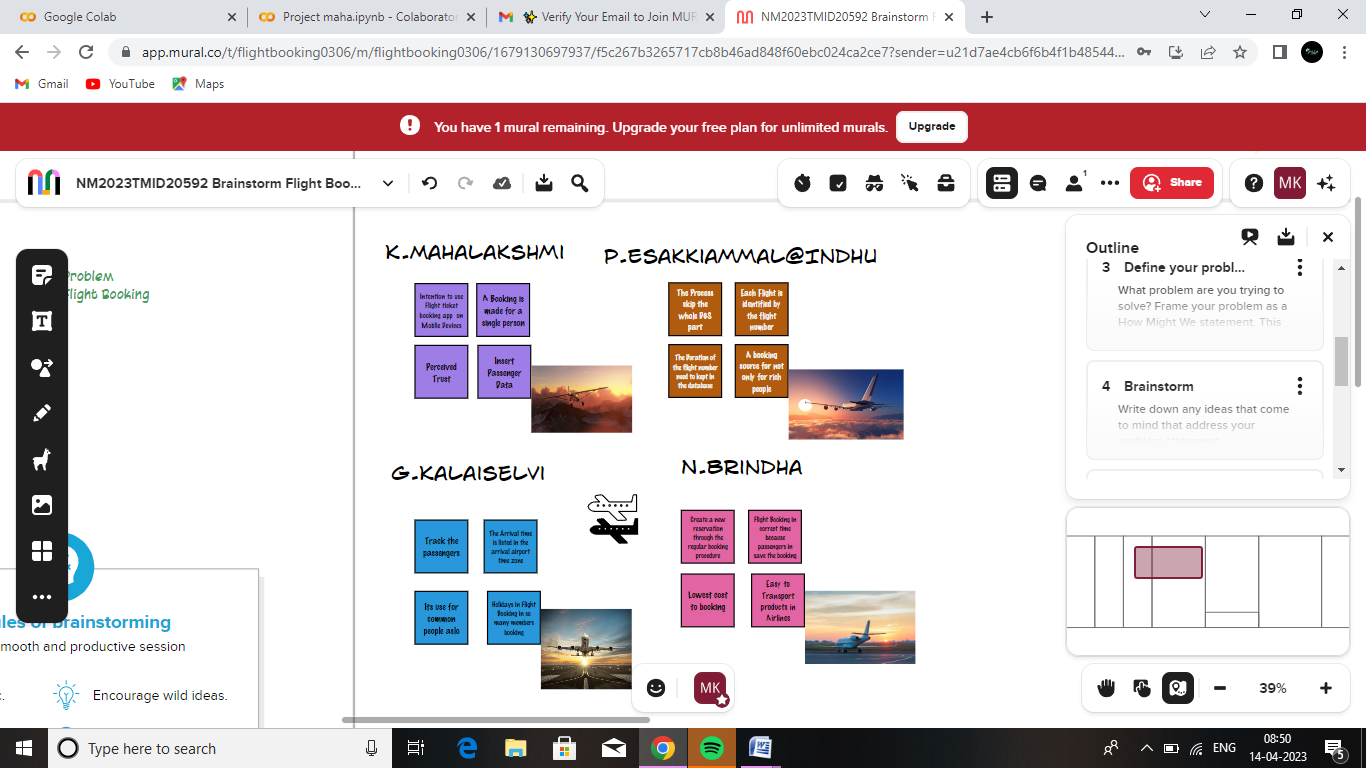 Google Colab
Project maha.ipynb - Colaborator
Verify Your Email to Join MUR
NM2023TMID20592 Brainstorm F
app.mural.co/t/flightbooking0306/m/flightbooking0306/1679130697937/f5c267b3265717cb8b46ad848f60ebc024ca2ce7?sender=u21d7ae4cb6f6b4f1b48544...
Gmail
YouTube
Maps
You have 1 mural remaining. Upgrade your free plan for unlimited murals.
Upgrade
NM2023TMID20592 Brainstorm Flight Boo...
1
Share
MK
Problem
Flight Booking
K.MAHALAKSHMI
Intention to use
Flight ticket
booking app on
Mobile Devices
A Booking is
made for a
single person
Perceived
Trust
Insert
Passenger
Data
P.ESAKKIAMMAL@INDHU
The Process
skip the
whole D&S
part
Each Flight is
identified by
the flight
number
The Duration of
the flight number
need to kept in
the database
A booking
source for not
only for rich
people
G.KALAISELVI
Track the
passengers
The Arrival time
is listed in the
arrival airport
time zone
Its use for
common
people aslo
Holidays in Flight
Booking in so
many members
booking
N.BRINDHA
Create a new
reservation
through the
regular booking
procedure
Flight Booking in
correct time
because
passengers in
save the booking
Lowest cost
to booking
Easy to
Transport
products in
Airlines
Outline
3 Define your probl...
What problem are you trying to
solve? Frame your problem as a
How Might We statement. This
4 Brainstorm
Write down any ideas that come
to mind that address your
les of brainstorming
mooth and productive session
c.
Encourage wild ideas.
MK
39%
Type here to search
ENG
08:50
14-04-2023
5